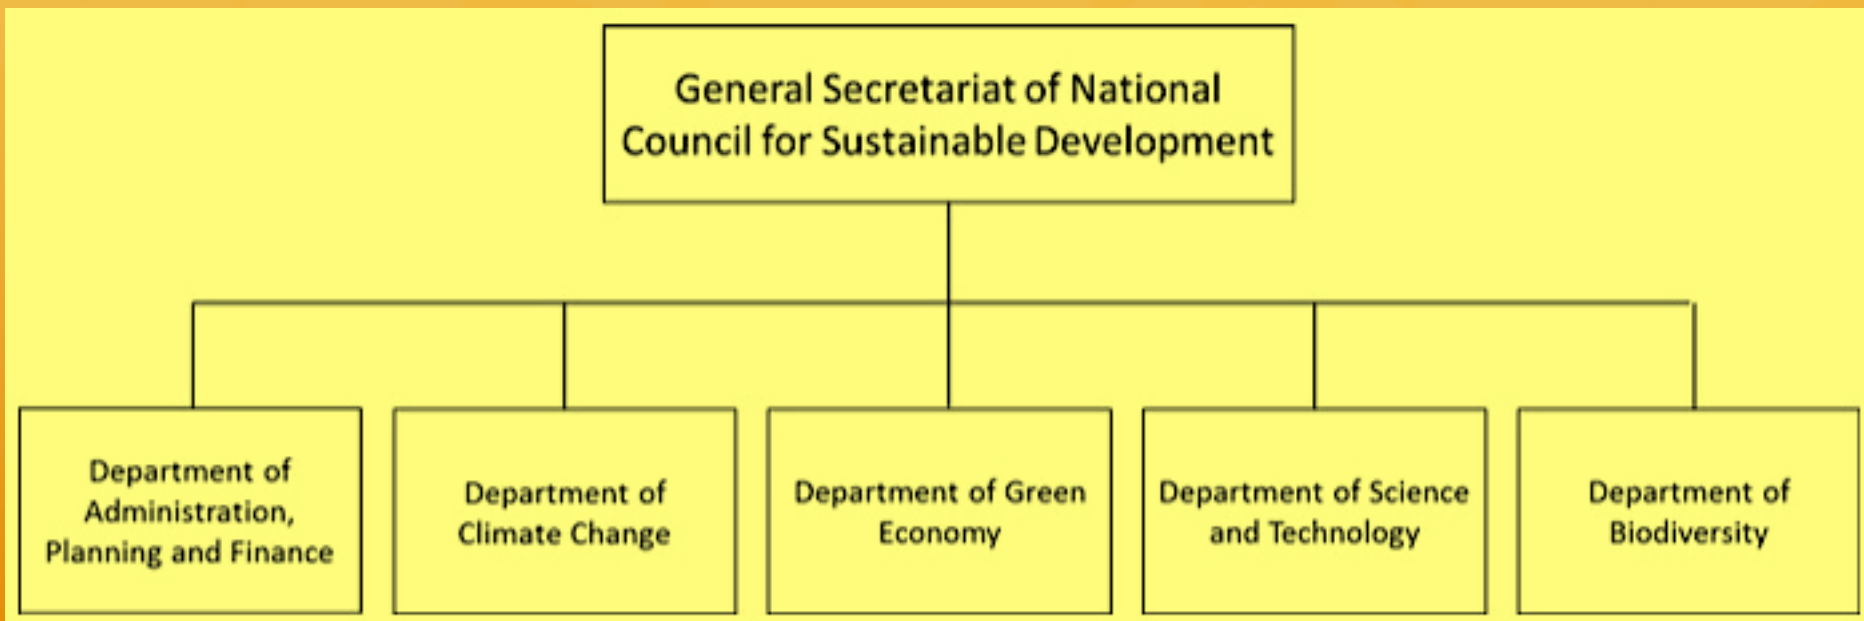 General Secretariat of National
Council for Sustainable Development
Department of
Administration,
Planning and Finance
Department of
Climate Change
Department of Green
Economy
Department of Science
and Technology
Department of
Biodiversity